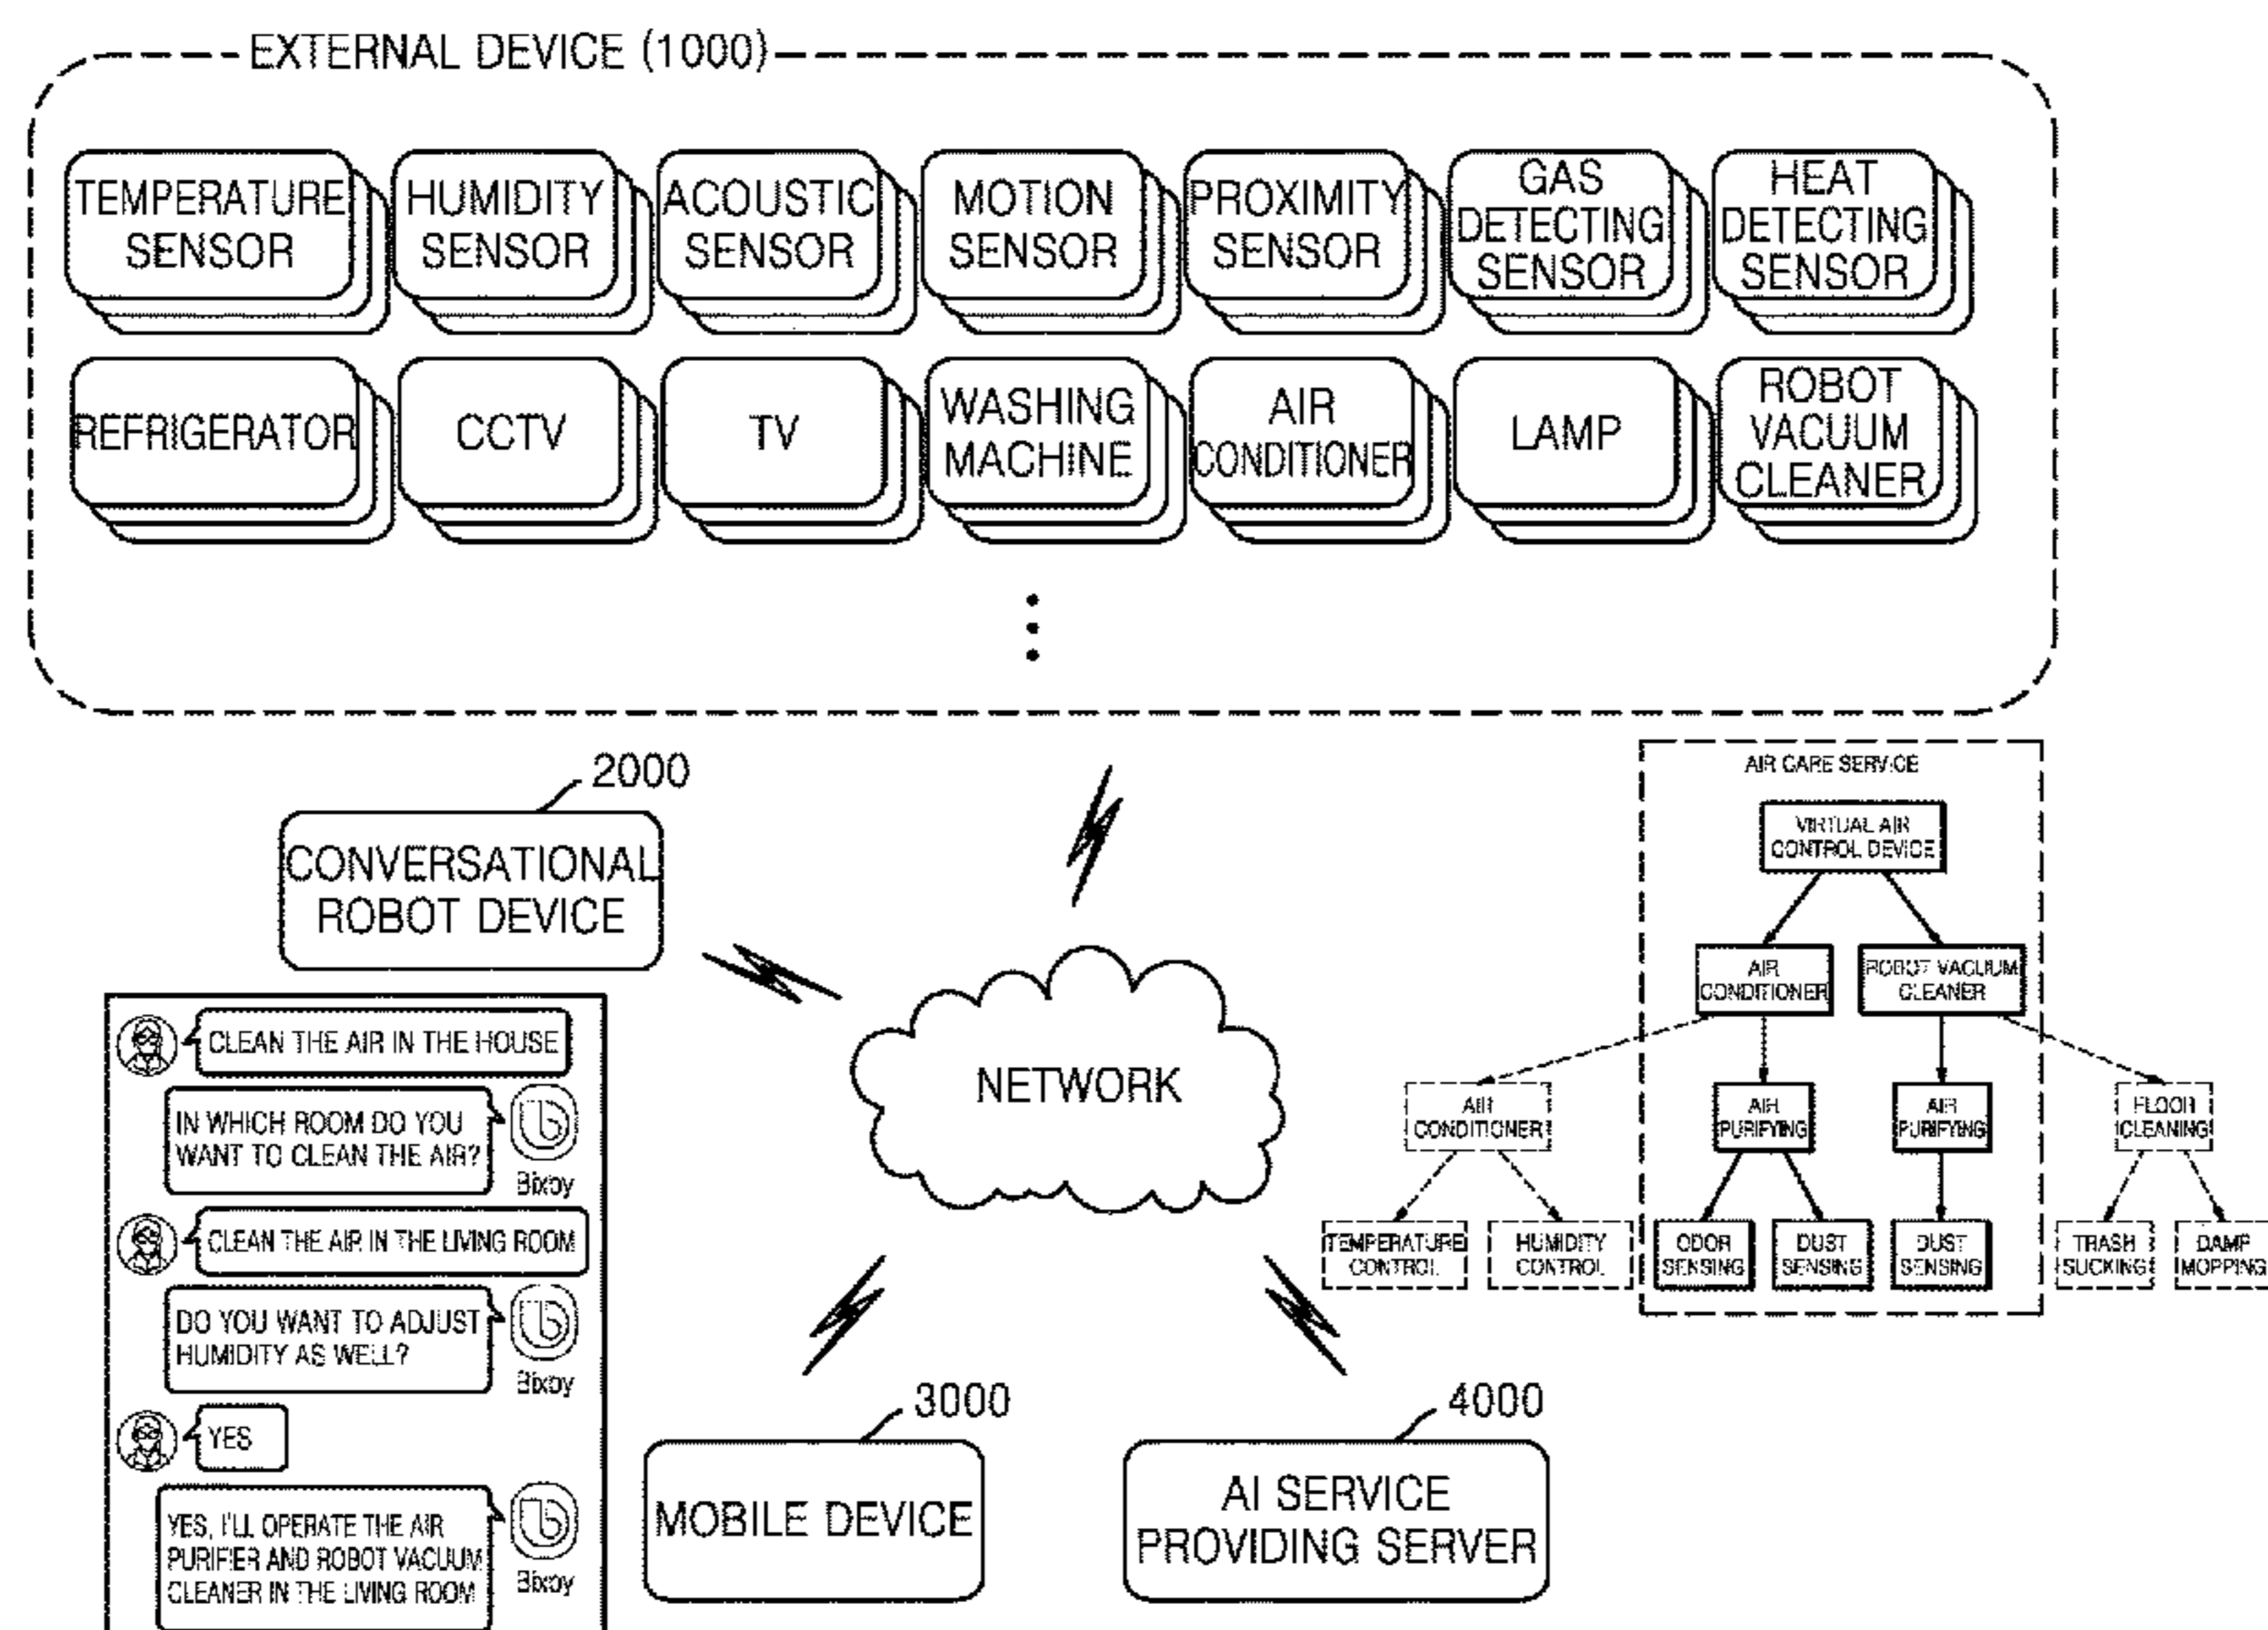 EXTERNAL DEVICE (1000)
TEMPERATURE
SENSOR
HUMIDITY
SENSOR
ACOUSTIC
SENSOR
MOTION
SENSOR
PROXIMITY
SENSOR
GAS
DETECTING
SENSOR
HEAT
DETECTING
SENSOR
REFRIGERATOR
CCTV
TV
WASHING
MACHINE
AIR
CONDITIONER
LAMP
ROBOT
VACUUM
CLEANER
2000
CONVERSATIONAL
ROBOT DEVICE
CLEAN THE AIR IN THE HOUSE
IN WHICH ROOM DO YOU
WANT TO CLEAN THE AIR?
Bixby
CLEAN THE AIR IN THE LIVING ROOM
DO YOU WANT TO ADJUST
HUMIDITY AS WELL?
Bixby
YES
YES, I'LL OPERATE THE AIR
PURIFIER AND ROBOT VACUUM
CLEANER IN THE LIVING ROOM
Bixby
NETWORK
3000
MOBILE DEVICE
4000
AI SERVICE
PROVIDING SERVER
AIR CARE SERVICE
VIRTUAL AIR
CONTROL DEVICE
AIR
CONDITIONER
ROBOT VACUUM
CLEANER
AIR
CONDITIONER
AIR
PURIFYING
AIR
PURIFYING
FLOOR
CLEANING
TEMPERATURE
CONTROL
HUMIDITY
CONTROL
ODOR
SENSING
DUST
SENSING
DUST
SENSING
TRASH
SUCKING
DAMP
MOPPING